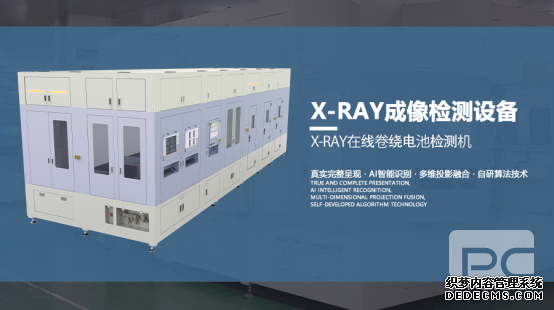 X-RAY成像检测设备
X-RAY在线卷绕电池检测机
真实完整呈现 · AI智能识别 · 多维投影融合 · 自研算法技术
TRUE AND COMPLETE PRESENTATION,
AI INTELLIGENT RECOGNITION,
MULTI-DIMENSIONAL PROJECTION FUSION,
SELF-DEVELOPED ALGORITHM TECHNOLOGY
PC
织梦内容管理系统
DEDECMS.COM